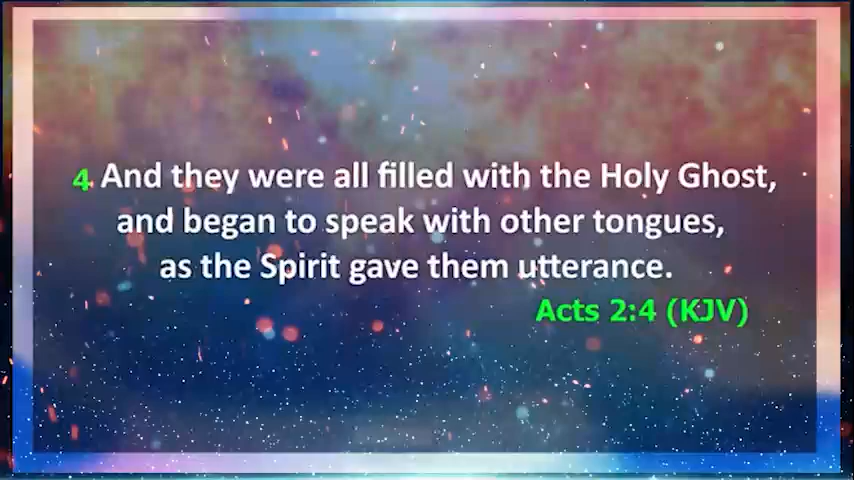 4. And they were all filled with the Holy Ghost,
and began to speak with other tongues,
as the Spirit gave them utterance.
Acts 2:4 (KJV)